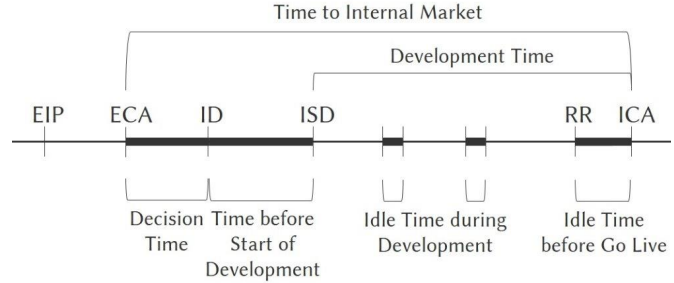 Time to Internal Market
Development Time
EIP ECA ID ISD RR ICA
Decision Time
Time before Start of Development
Idle Time during Development
Idle Time before Go Live